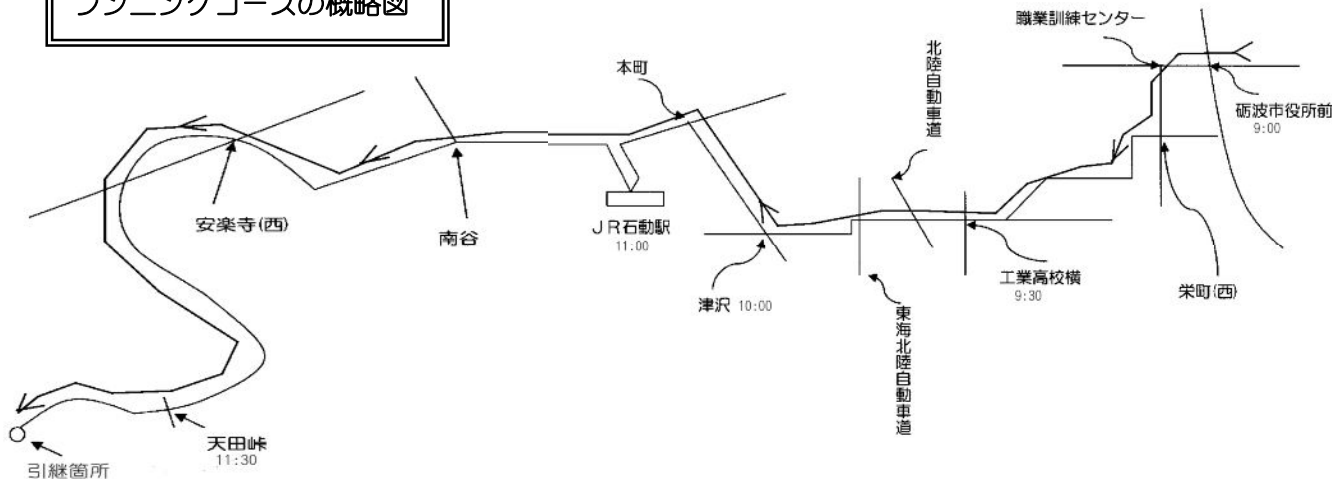 ランニングコースの概略図
職業訓練センター
北陸自動車道
本町
砺波市役所前
9:00
安楽寺(西)
南谷
JR石動駅
11:00
津沢 10:00
工業高校横
9:30
栄町(西)
東海北陸自動車道
天田峠
11:30
引継箇所